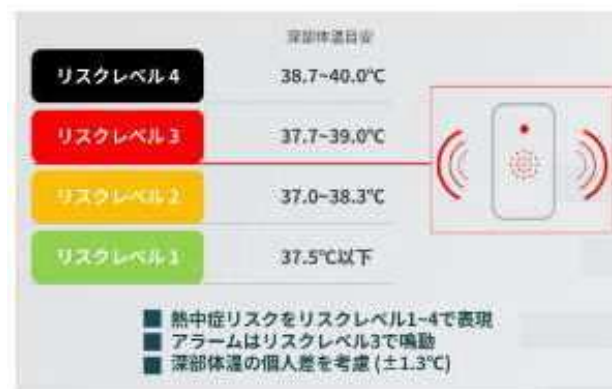 深部体温目安
リスクレベル 4 38.7~40.0℃
リスクレベル 3 37.7~39.0℃
リスクレベル 2 37.0~38.3℃
リスクレベル 1 37.5℃以下
■ 熱中症リスクをリスクレベル1~4で表現
■ アラームはリスクレベル3で鳴動
■ 深部体温の個人差を考慮 (±1.3℃)